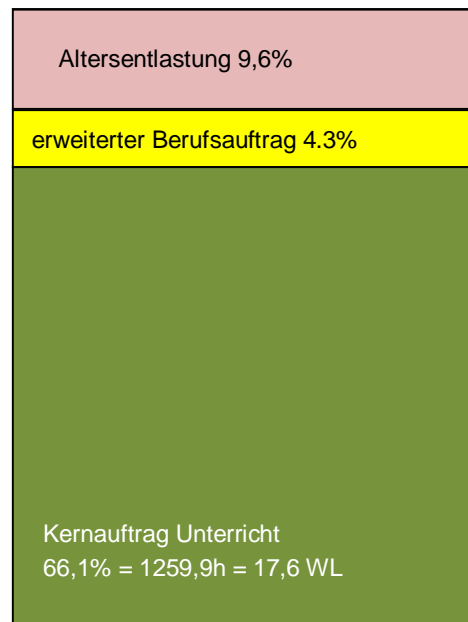 Altersentlastung 9,6%
erweiterter Berufsauftrag 4.3%
Kernauftrag Unterricht
66,1% = 1259,9h = 17,6 WL